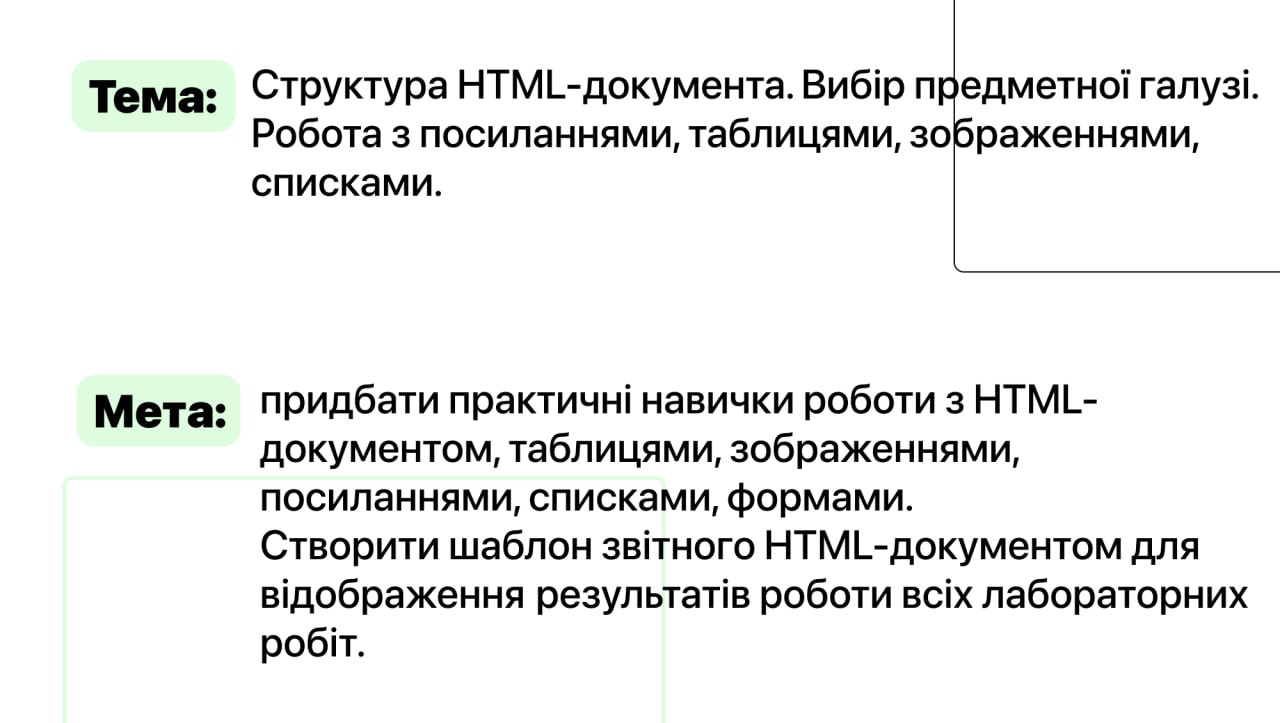 Тема: Структура HTML-документа. Вибір предметної галузі.
Робота з посиланнями, таблицями, зображеннями,
списками.
Мета: придбати практичні навички роботи з HTML-
документом, таблицями, зображеннями,
посиланнями, списками, формами.
Створити шаблон звітного HTML-документом для
відображення результатів роботи всіх лабораторних
робіт.